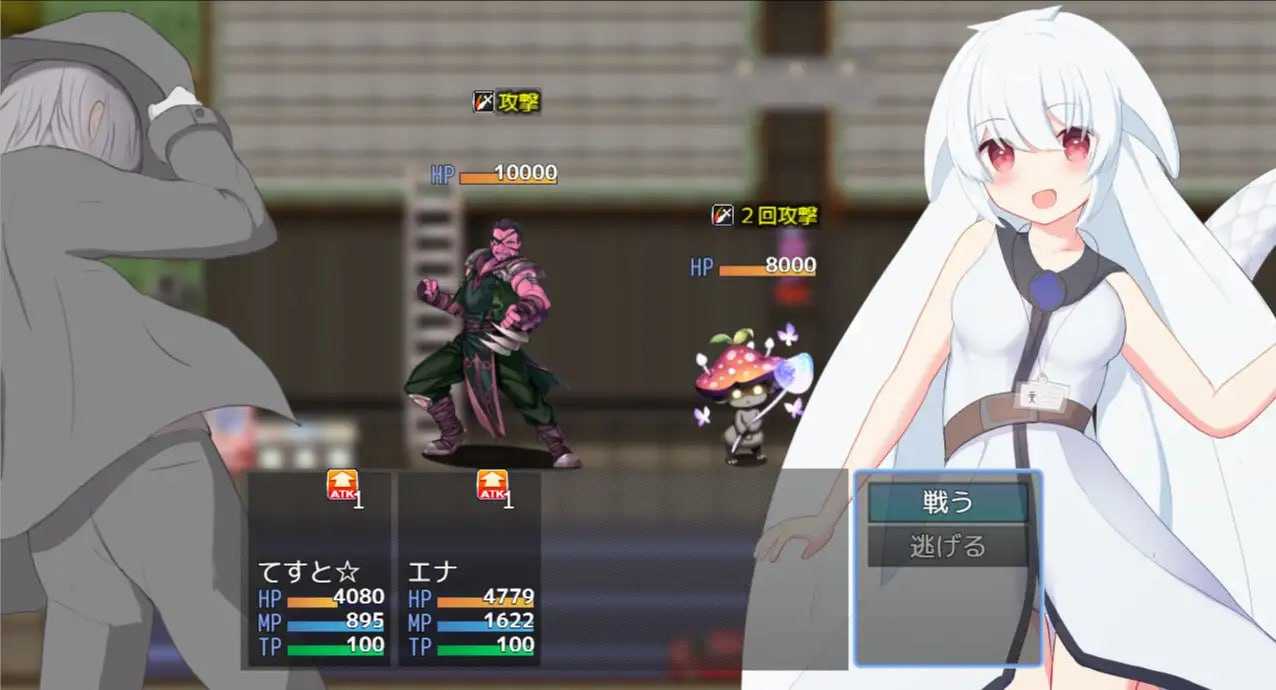 攻撃
HP 10000
2回攻撃
HP 8000
ATK 1
ATK 1
てすと☆
HP 4080
MP 895
TP 100
エナ
HP 4779
MP 1622
TP 100
戦う
逃げる